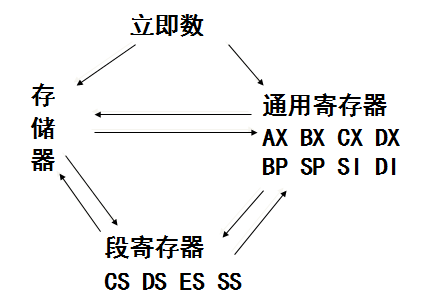 立即数
存储器
通用寄存器
AX BX CX DX
BP SP SI DI
段寄存器
CS DS ES SS